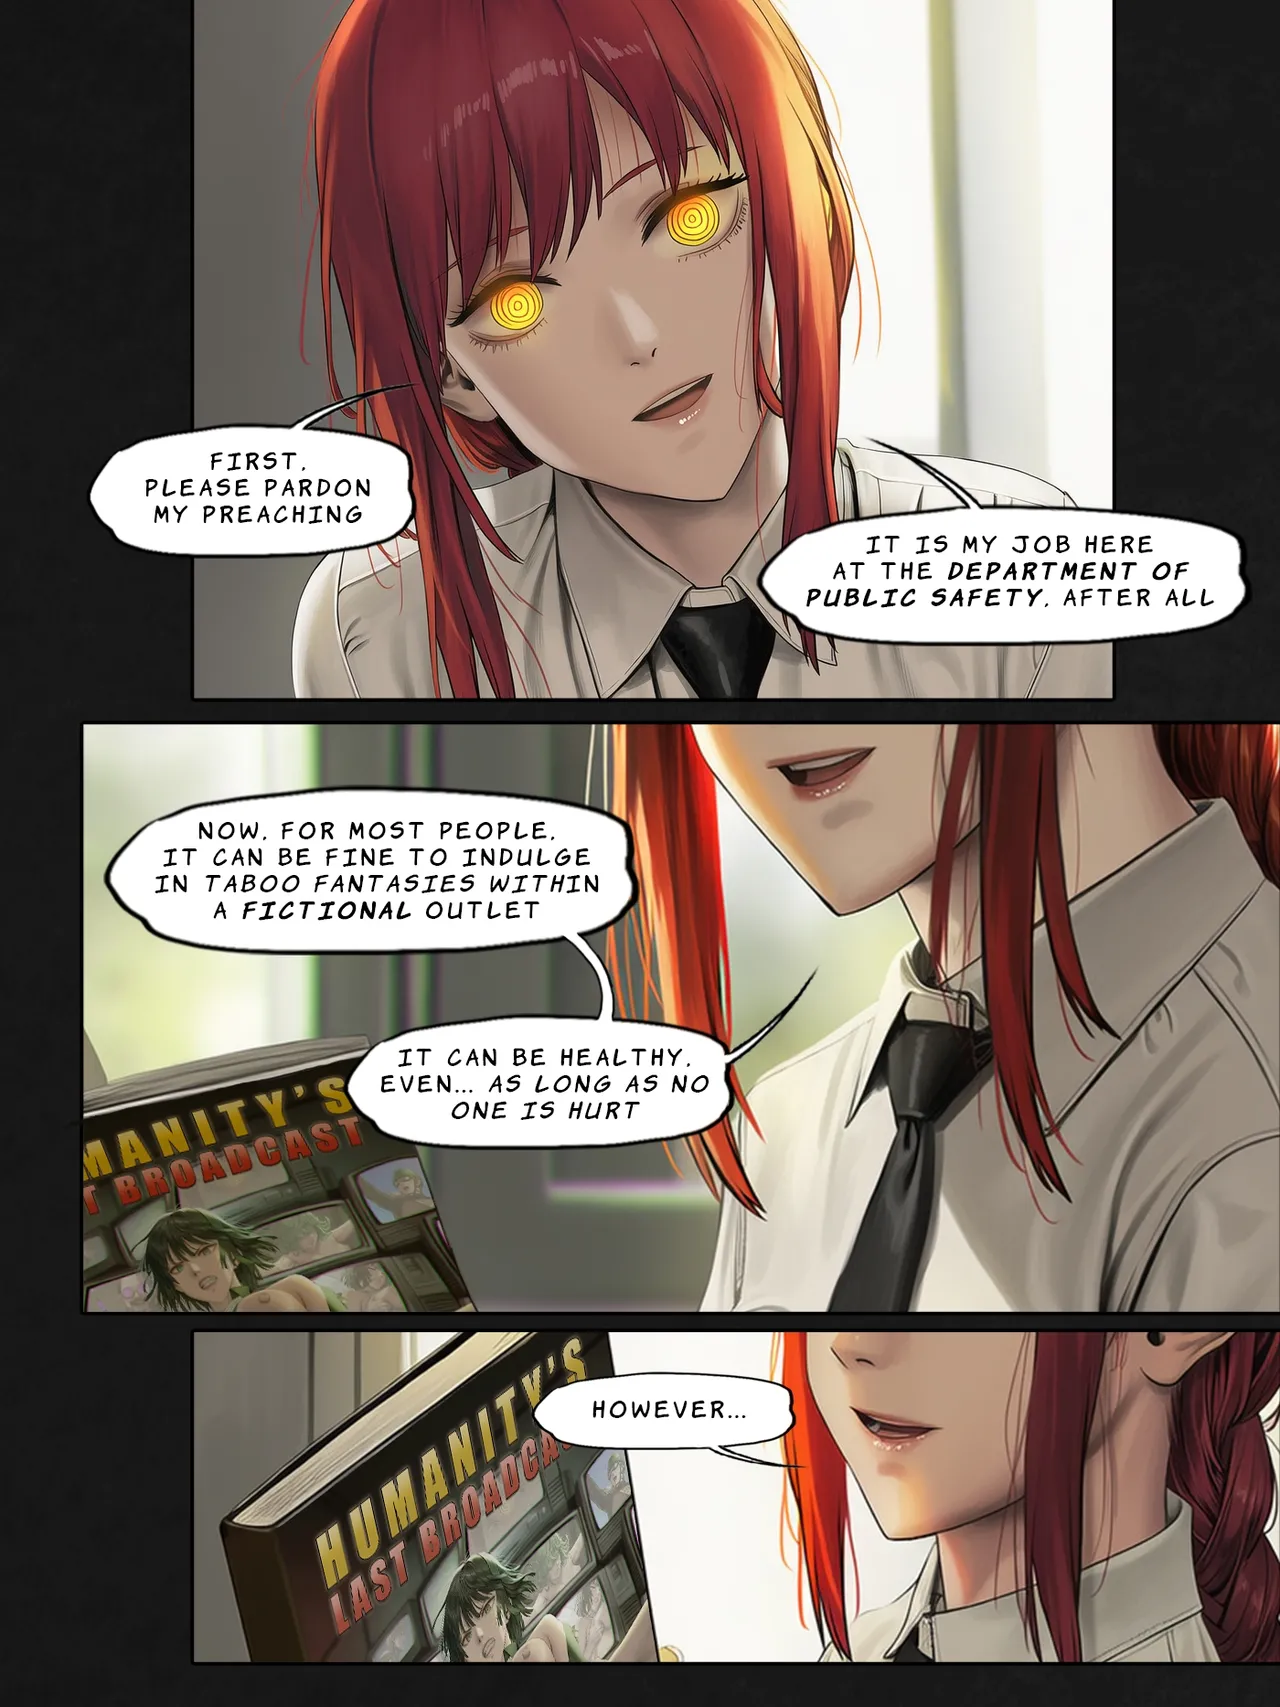 FIRST,
PLEASE PARDON
MY PREACHING
IT IS MY JOB HERE
AT THE DEPARTMENT OF
PUBLIC SAFETY, AFTER ALL
NOW, FOR MOST PEOPLE,
IT CAN BE FINE TO INDULGE
IN TABOO FANTASIES WITHIN
A FICTIONAL OUTLET
IT CAN BE HEALTHY,
EVEN... AS LONG AS NO
ONE IS HURT
MANITY'S
T BROADCAST
HOWEVER...
HUMANITY'S
LAST BROADCA